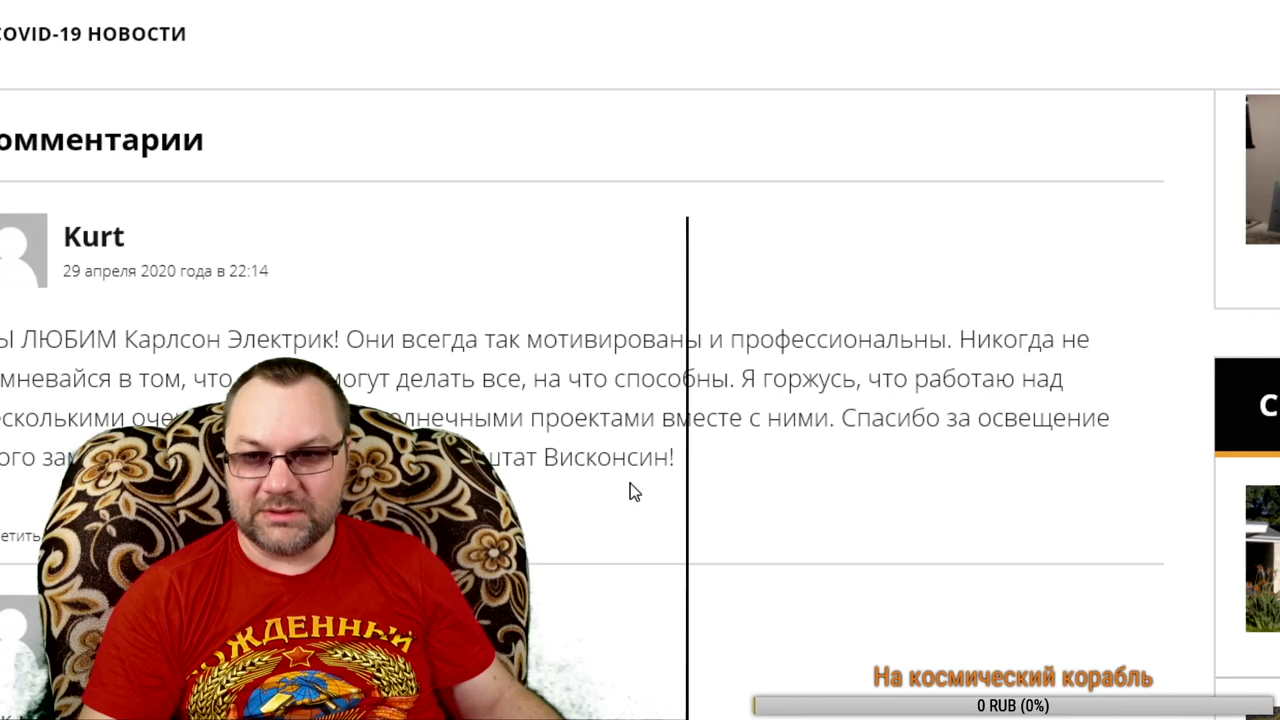 COVID-19 НОВОСТИ
омментарии
Kurt
29 апреля 2020 года в 22:14
Ы ЛЮБИМ Карлсон Электрик! Они всегда так мотивированы и профессиональны. Никогда не
мневайся в том, что могут делать все, на что способны. Я горжусь, что работаю над
есколькими проектами вместе с ними. Спасибо за освещение
ого штат Висконсин!
етить
С
ОЖДЕННЫЙ
На космический корабль
0 RUB (0%)